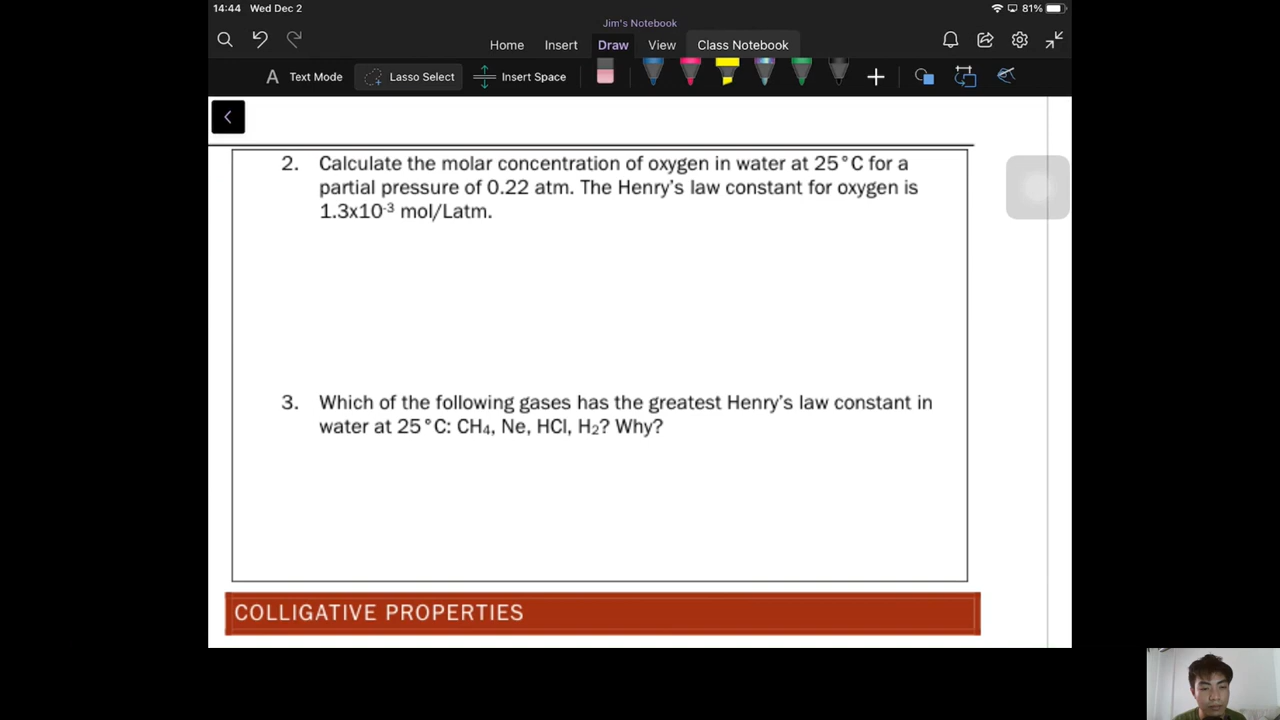 14:44 Wed Dec 2
81%
Jim's Notebook
Home Insert Draw View Class Notebook
A Text Mode Lasso Select Insert Space
2. Calculate the molar concentration of oxygen in water at 25°C for a
partial pressure of 0.22 atm. The Henry's law constant for oxygen is
1.3x10⁻³ mol/Latm.
3. Which of the following gases has the greatest Henry's law constant in
water at 25°C: CH₄, Ne, HCl, H₂? Why?
COLLIGATIVE PROPERTIES